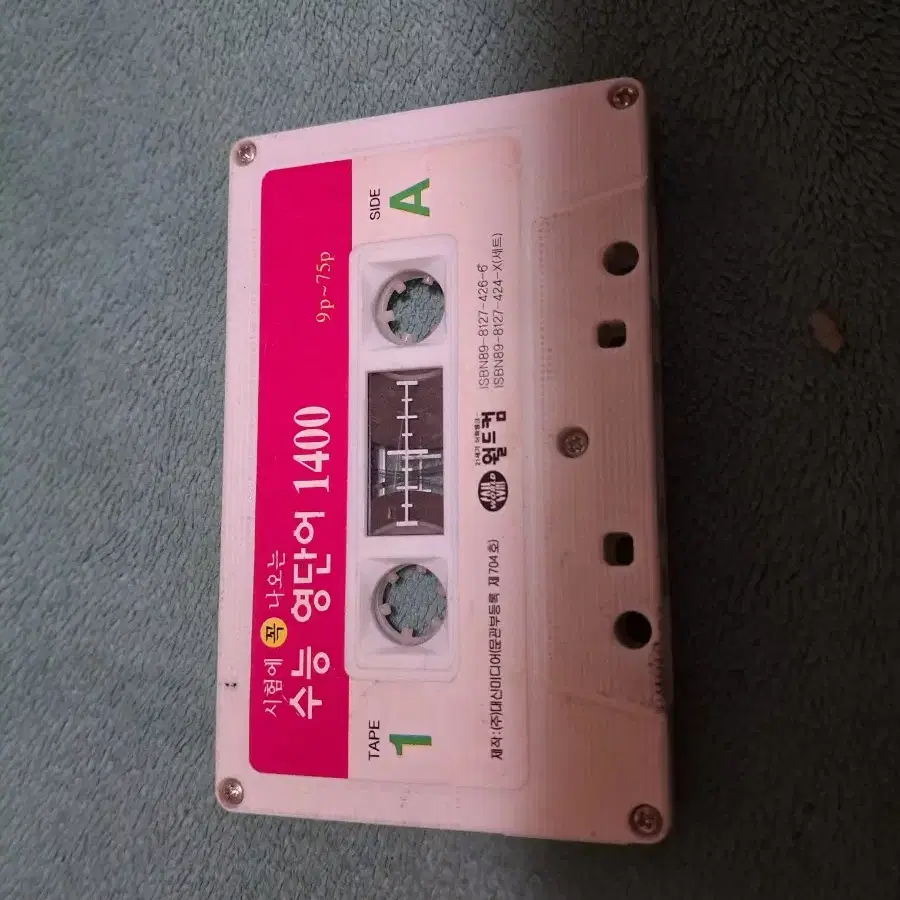 시험에 꼭 나오는
수능 영단어 1400
9p~75p
TAPE
1
SIDE
A
WORLD
월드컴
ISBN89-8127-426-6
ISBN89-8127-424-X(세트)
제작:(주)대신미디어(문관부등록 제704호)